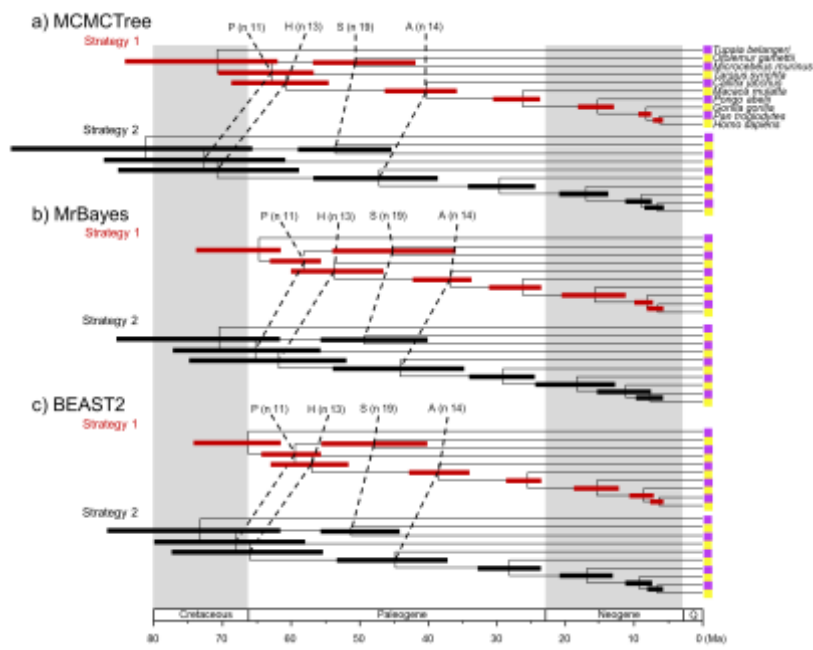 a) MCMCTree
P (n 11) H (n 13) S (n 19) A (n 14)
Strategy 1
Tupaia belangeri
Otolemur garnettii
Microcebus murinus
Tarsius syrichta
Callithrix jacchus
Macaca mulatta
Pongo abelii
Gorilla gorilla
Pan troglodytes
Homo sapiens
Strategy 2
b) MrBayes
Strategy 1
P (n 11) H (n 13) S (n 19) A (n 14)
Strategy 2
c) BEAST2
Strategy 1
P (n 11) H (n 13) S (n 19) A (n 14)
Strategy 2
Cretaceous Paleogene Neogene Q
80 70 60 50 40 30 20 10 0 (Ma)